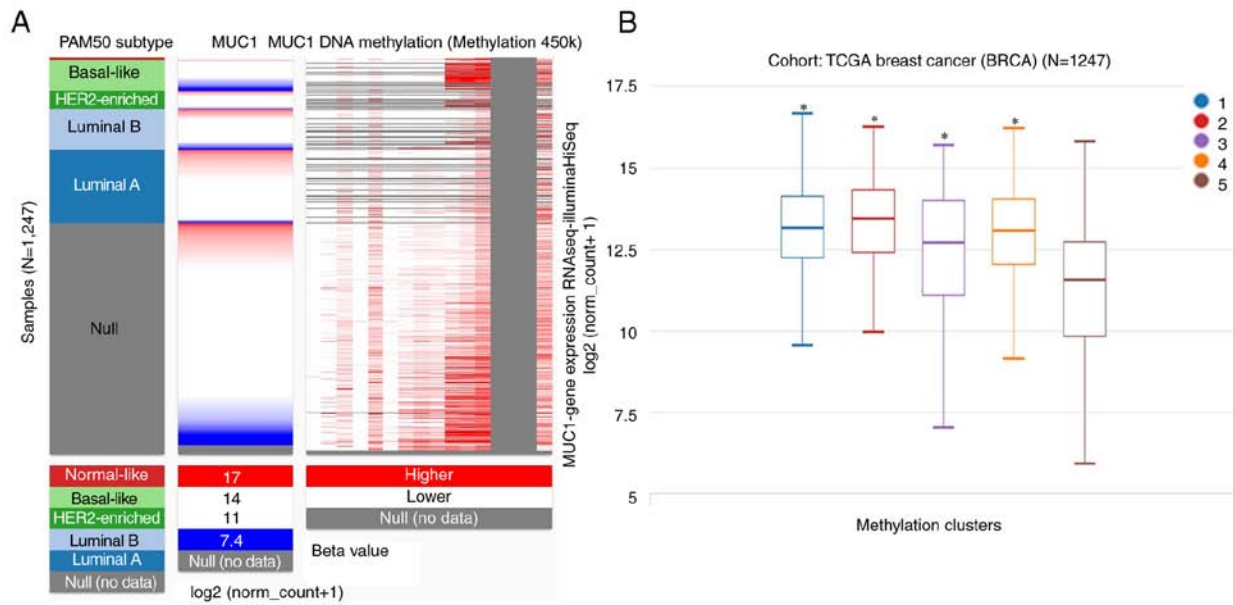 A
PAM50 subtype
MUC1
MUC1 DNA methylation (Methylation 450k)
Samples (N=1,247)
Basal-like
HER2-enriched
Luminal B
Luminal A
Null
Normal-like
Basal-like
HER2-enriched
Luminal B
Luminal A
Null (no data)
17
14
11
7.4
Null (no data)
log2 (norm_count+1)
Higher
Lower
Null (no data)
Beta value
B
Cohort: TCGA breast cancer (BRCA) (N=1247)
MUC1-gene expression RNAseq-illuminaHiSeq
log2 (norm_count+ 1)
17.5
15
12.5
10
7.5
5
*
*
*
*
1
2
3
4
5
Methylation clusters